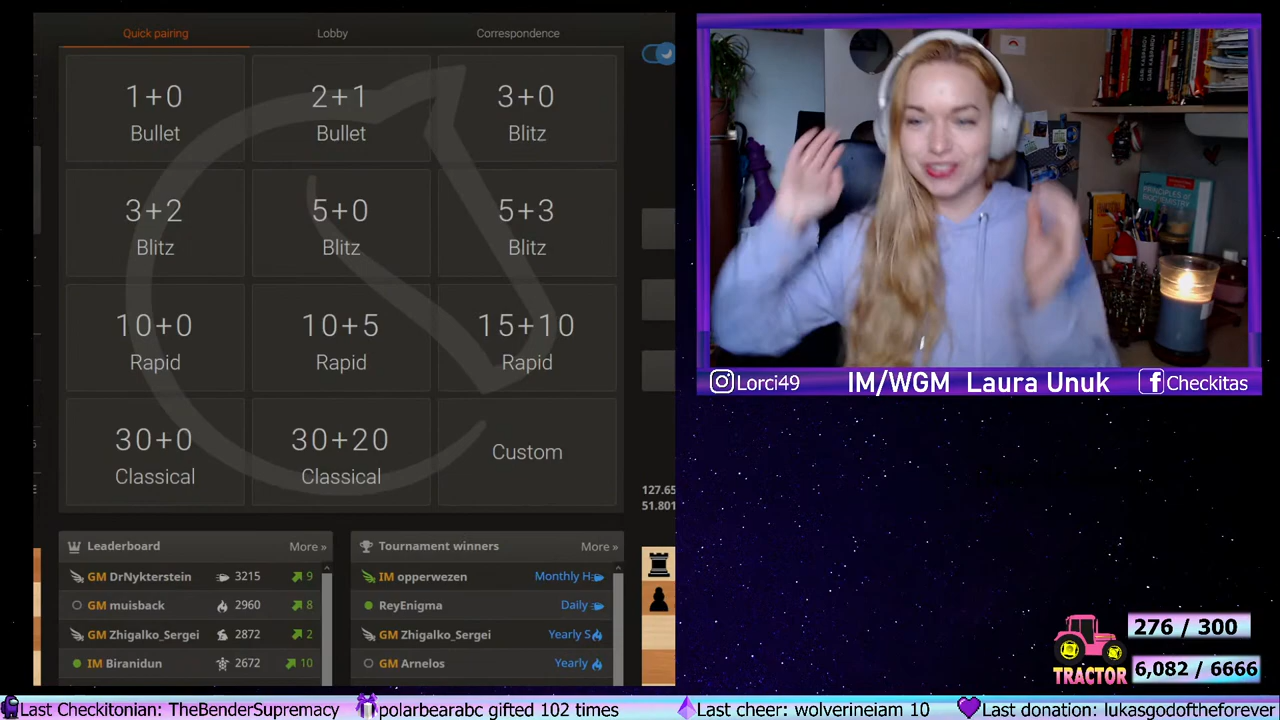 Quick pairing
Lobby
Correspondence
1+0
Bullet
2+1
Bullet
3+0
Blitz
3+2
Blitz
5+0
Blitz
5+3
Blitz
10+0
Rapid
10+5
Rapid
15+10
Rapid
30+0
Classical
30+20
Classical
Custom
127.65
51.801
Leaderboard
More »
GM DrNykterstein 3215 9
GM muisback 2960 8
GM Zhigalko_Sergei 2872 2
IM Biranidun 2672 10
Tournament winners
More »
IM opperwezen Monthly H
ReyEnigma Daily
GM Zhigalko_Sergei Yearly S
GM Arnelos Yearly
GARI KASPAROV
PRINCIPLES OF BIOCHEMISTRY
Lorci49
IM/WGM Laura Unuk
Checkitas
TRACTOR
276 / 300
6,082 / 6666
Last Checkitonian: TheBenderSupremacy
polarbearabc gifted 102 times
Last cheer: wolverineiam 10
Last donation: lukasgodoftheforever